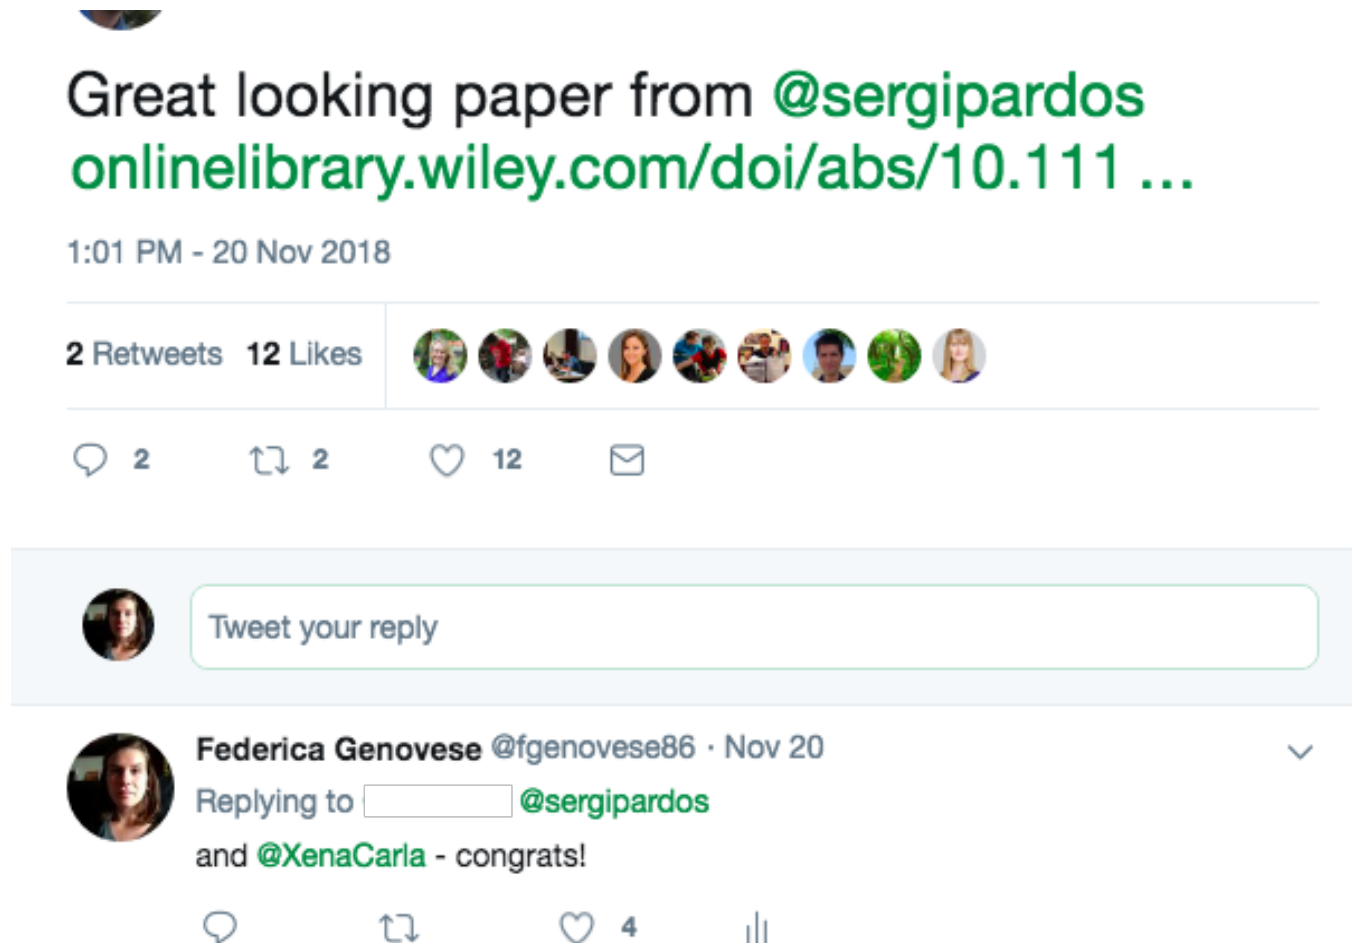 Great looking paper from @sergipardos
onlinelibrary.wiley.com/doi/abs/10.111 ...
1:01 PM - 20 Nov 2018
2 Retweets 12 Likes
2 2 12
Tweet your reply
Federica Genovese @fgenovese86 · Nov 20
Replying to @sergipardos
and @XenaCarla - congrats!
4